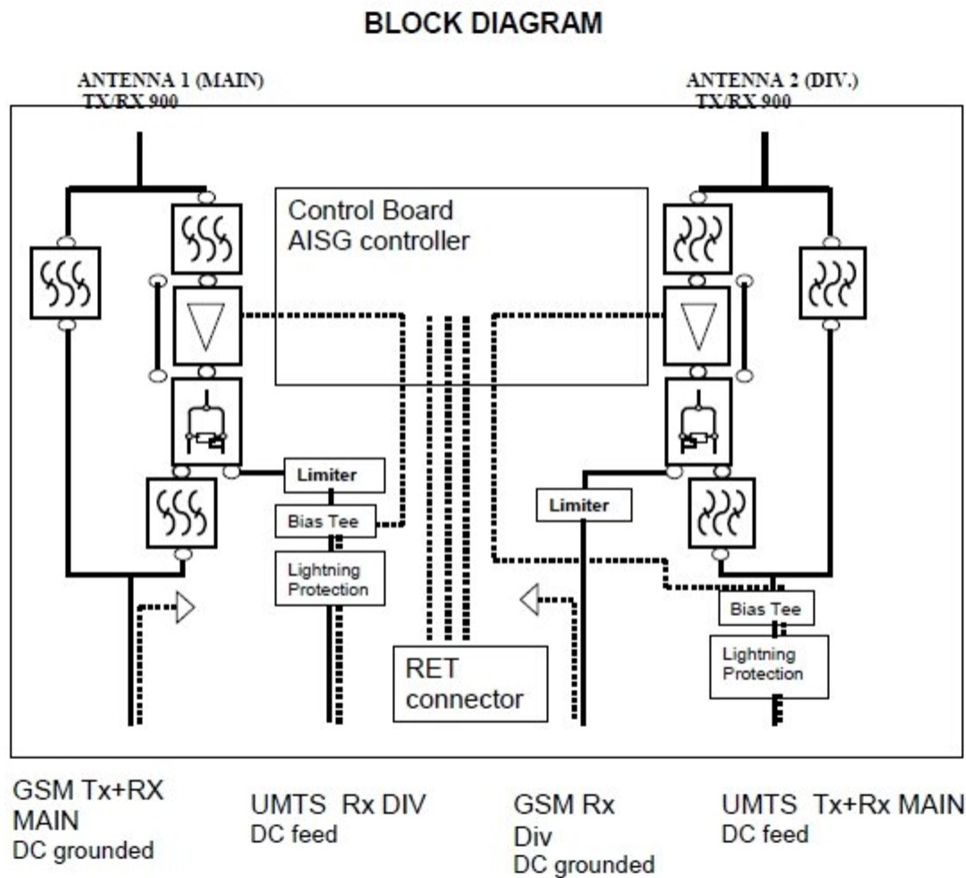 BLOCK DIAGRAM
ANTENNA 1 (MAIN)
TX/RX 900
ANTENNA 2 (DIV.)
TX/RX 900
Control Board
AISG controller
Limiter
Bias Tee
Lightning
Protection
Limiter
Bias Tee
Lightning
Protection
RET
connector
GSM Tx+RX
MAIN
DC grounded
UMTS Rx DIV
DC feed
GSM Rx
Div
DC grounded
UMTS Tx+Rx MAIN
DC feed